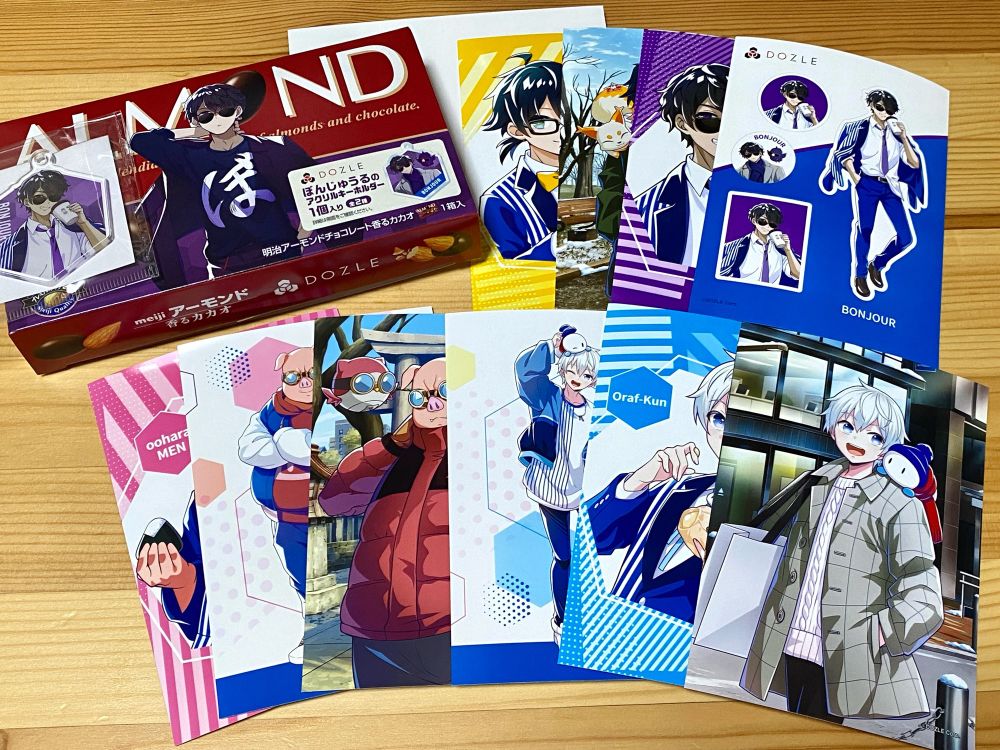 ALMOND
almonds and chocolate.
ぼ
DOZLE
ぼんじゅうるの
アクリルキーホルダー
1個入り 全2種
BONJOUR
明治アーモンドチョコレート香るカカオ
1箱入
BONJOUR
meiji アーモンド
香るカカオ
DOZLE
DOZLE
BONJOUR
BONJOUR
oohara
MEN
Oraf-Kun